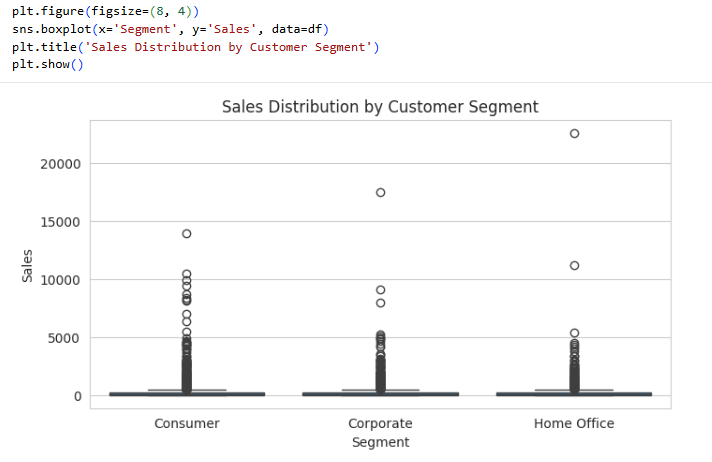 plt.figure(figsize=(8, 4))
sns.boxplot(x='Segment', y='Sales', data=df)
plt.title('Sales Distribution by Customer Segment')
plt.show()
Sales Distribution by Customer Segment
20000
15000
10000
5000
0
Sales
Consumer Corporate Home Office
Segment